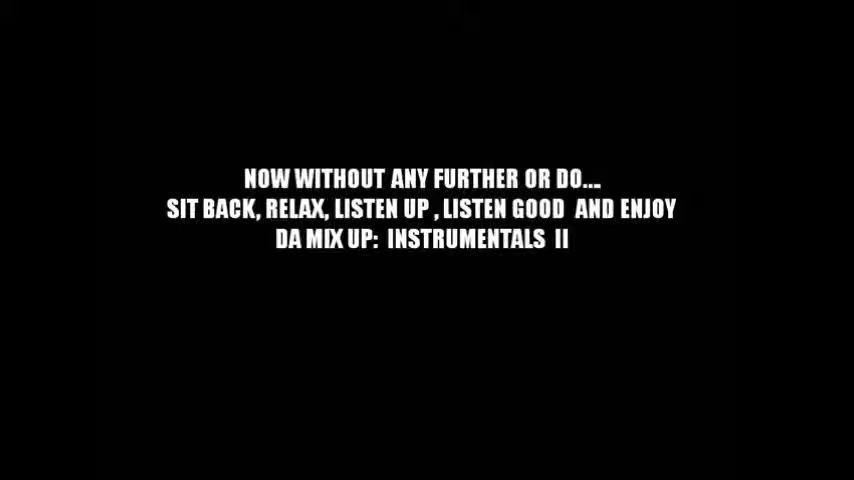 NOW WITHOUT ANY FURTHER OR DO...
SIT BACK, RELAX, LISTEN UP , LISTEN GOOD  AND ENJOY
DA MIX UP:  INSTRUMENTALS  II